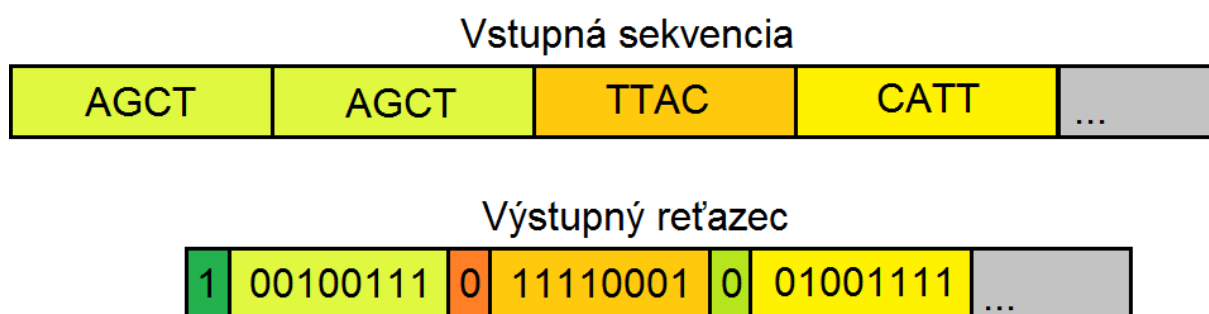 Vstupná sekvencia
AGCT AGCT TTAC CATT ...
Výstupný reťazec
1 00100111 0 11110001 0 01001111 ...